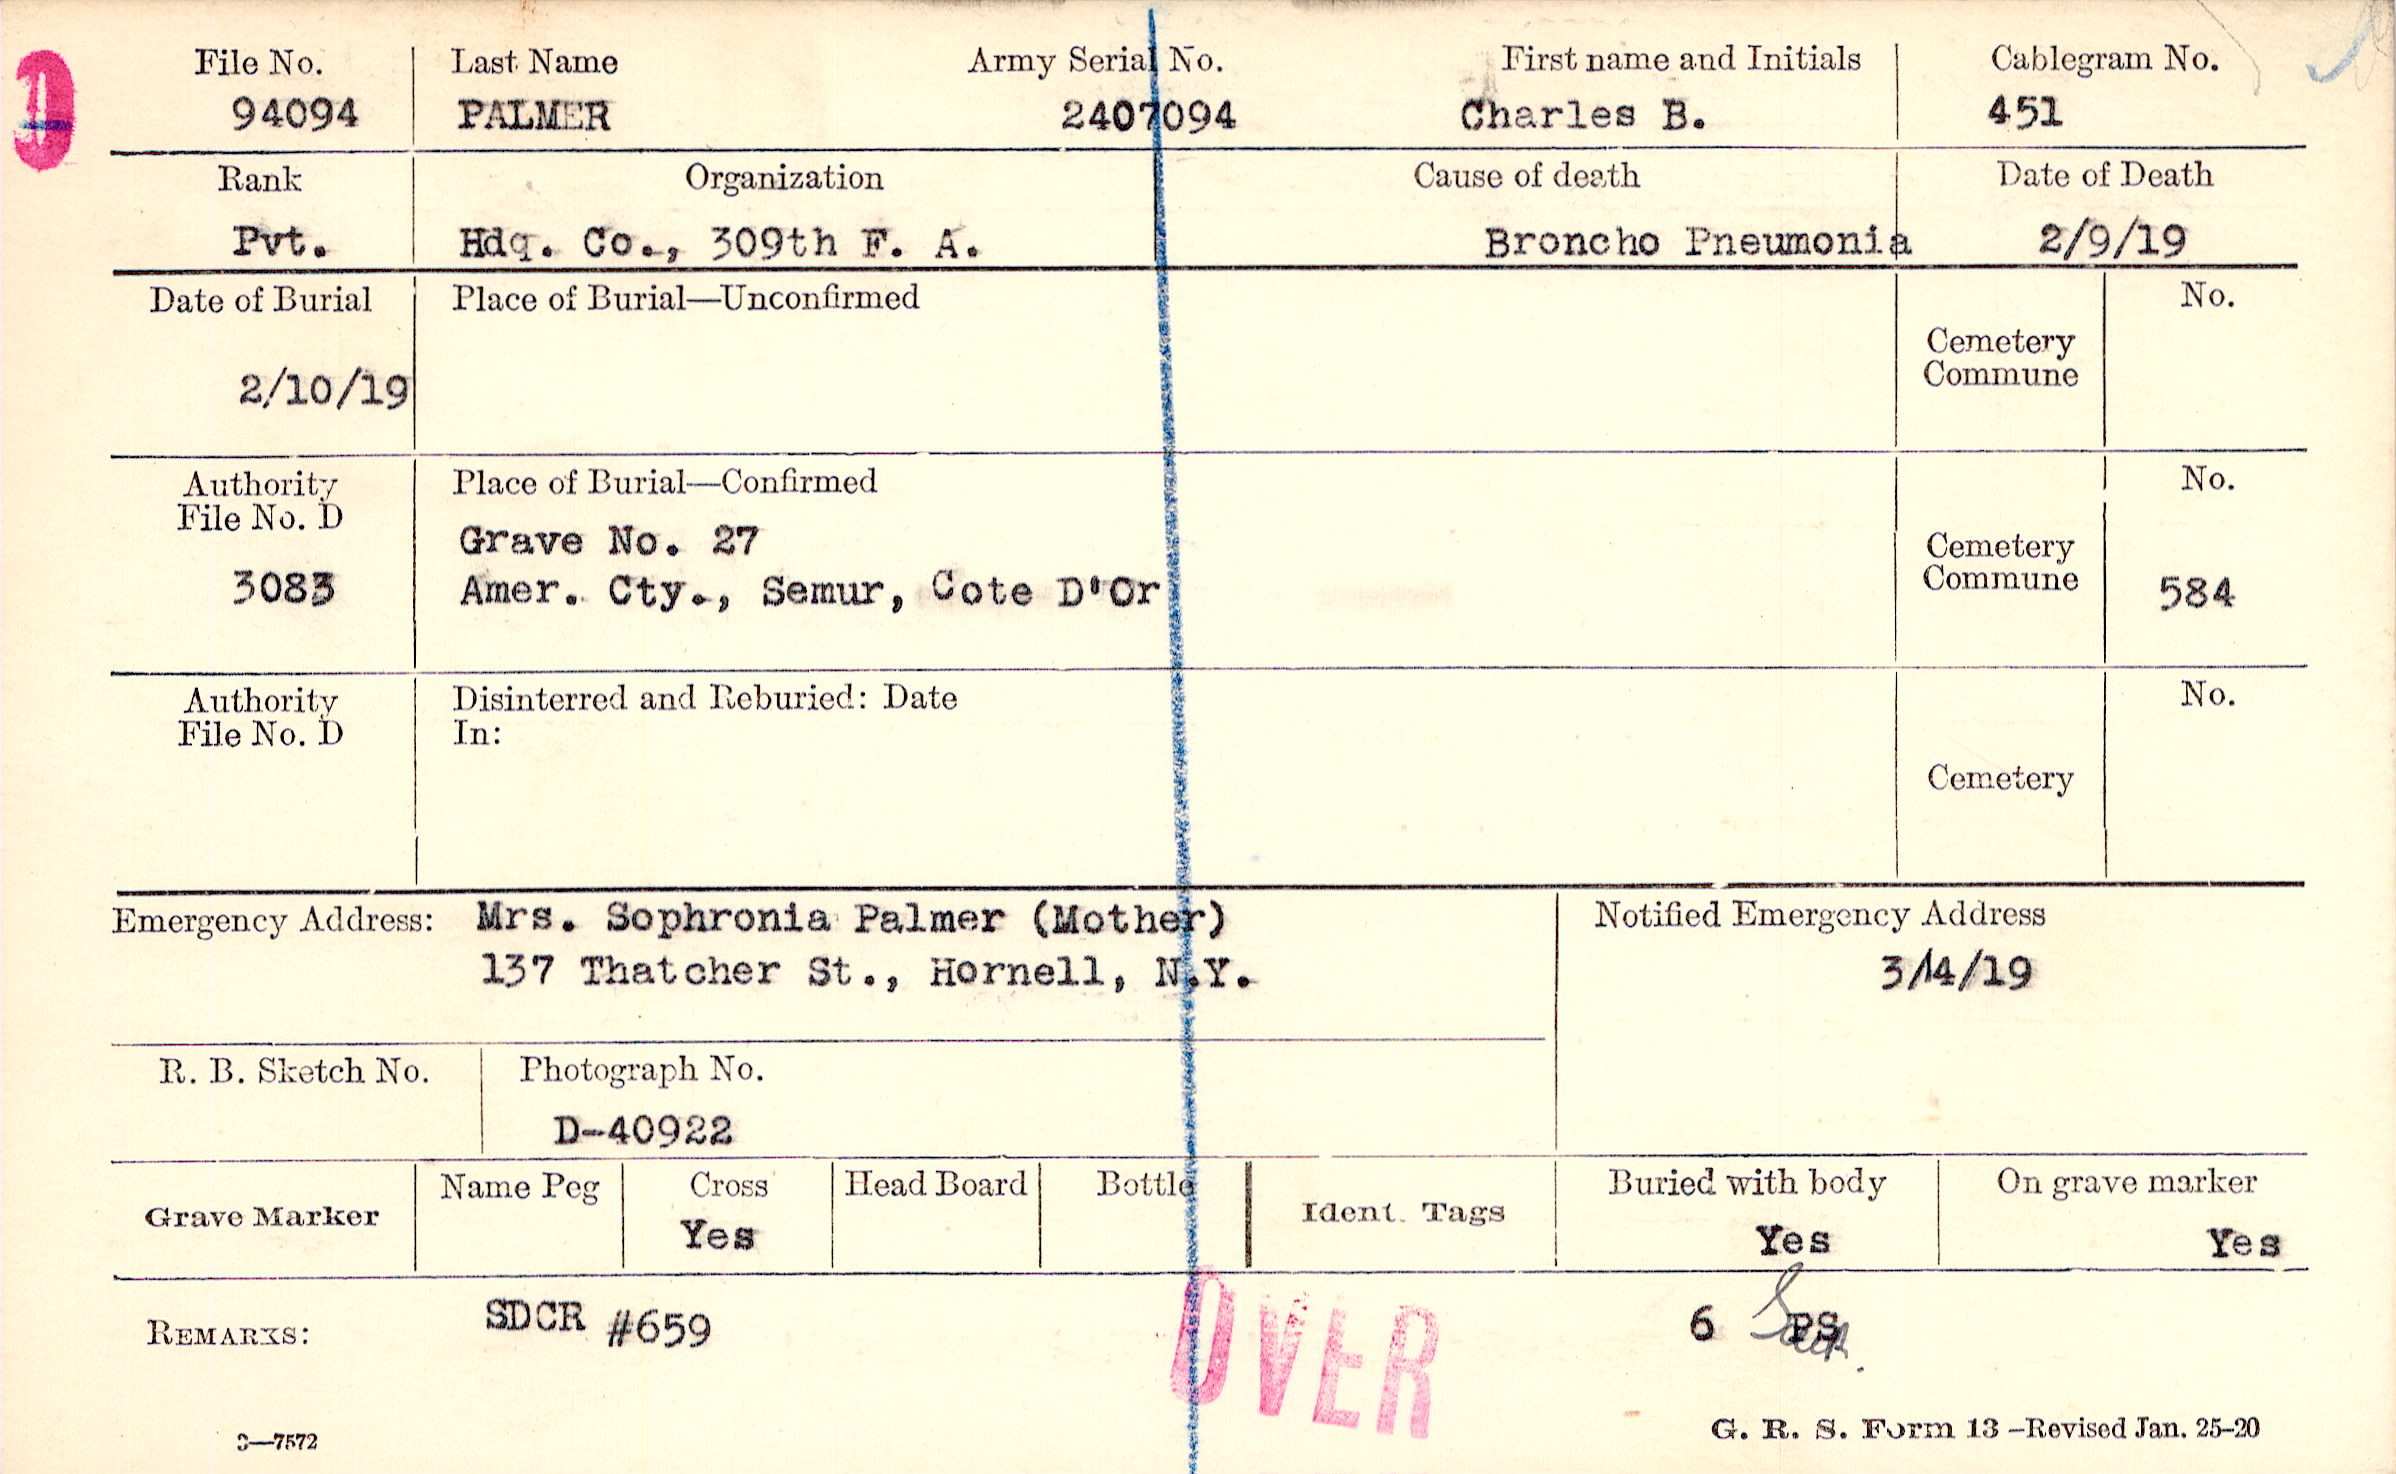 File No. Last Name Army Serial No. First name and Initials Cablegram No.
94094 PALMER 2407094 Charles B. 451
Rank Organization Cause of death Date of Death
Pvt. Hdq. Co., 309th F. A. Broncho Pneumonia 2/9/19
Date of Burial Place of Burial—Unconfirmed No.
Cemetery
Commune
2/10/19
Authority Place of Burial—Confirmed No.
File No. D
Grave No. 27 Cemetery
3083 Amer. Cty., Semur, Cote D'Or Commune 584
Authority Disinterred and Reburied: Date No.
File No. D In:
Cemetery
Emergency Address: Mrs. Sophronia Palmer (Mother) Notified Emergency Address
137 Thatcher St., Hornell, N.Y. 3/14/19
R. B. Sketch No. Photograph No.
D-40922
Name Peg Cross Head Board Bottle Buried with body On grave marker
Grave Marker Yes Ident. Tags Yes Yes
REMARKS: SDCR #659 6 PS
OVER
3—7572 G. R. S. Form 13—Revised Jan. 25-20